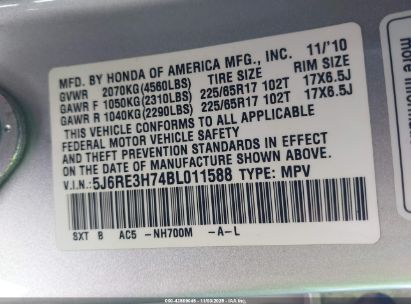 MFD. BY HONDA OF AMERICA MFG., INC. 11/'10
GVWR 2070KG(4560LBS) TIRE SIZE RIM SIZE
GAWR F 1050KG(2310LBS) 225/65R17 102T 17X6.5J
GAWR R 1040KG(2290LBS) 225/65R17 102T 17X6.5J
THIS VEHICLE CONFORMS TO ALL APPLICABLE
FEDERAL MOTOR VEHICLE SAFETY AND
THEFT PREVENTION STANDARDS IN EFFECT ON
THE DATE OF MANUFACTURE SHOWN ABOVE.
V.I.N.: 5J6RE3H74BL011588 TYPE: MPV
SXT B AC5 -NH700M -A-L
more